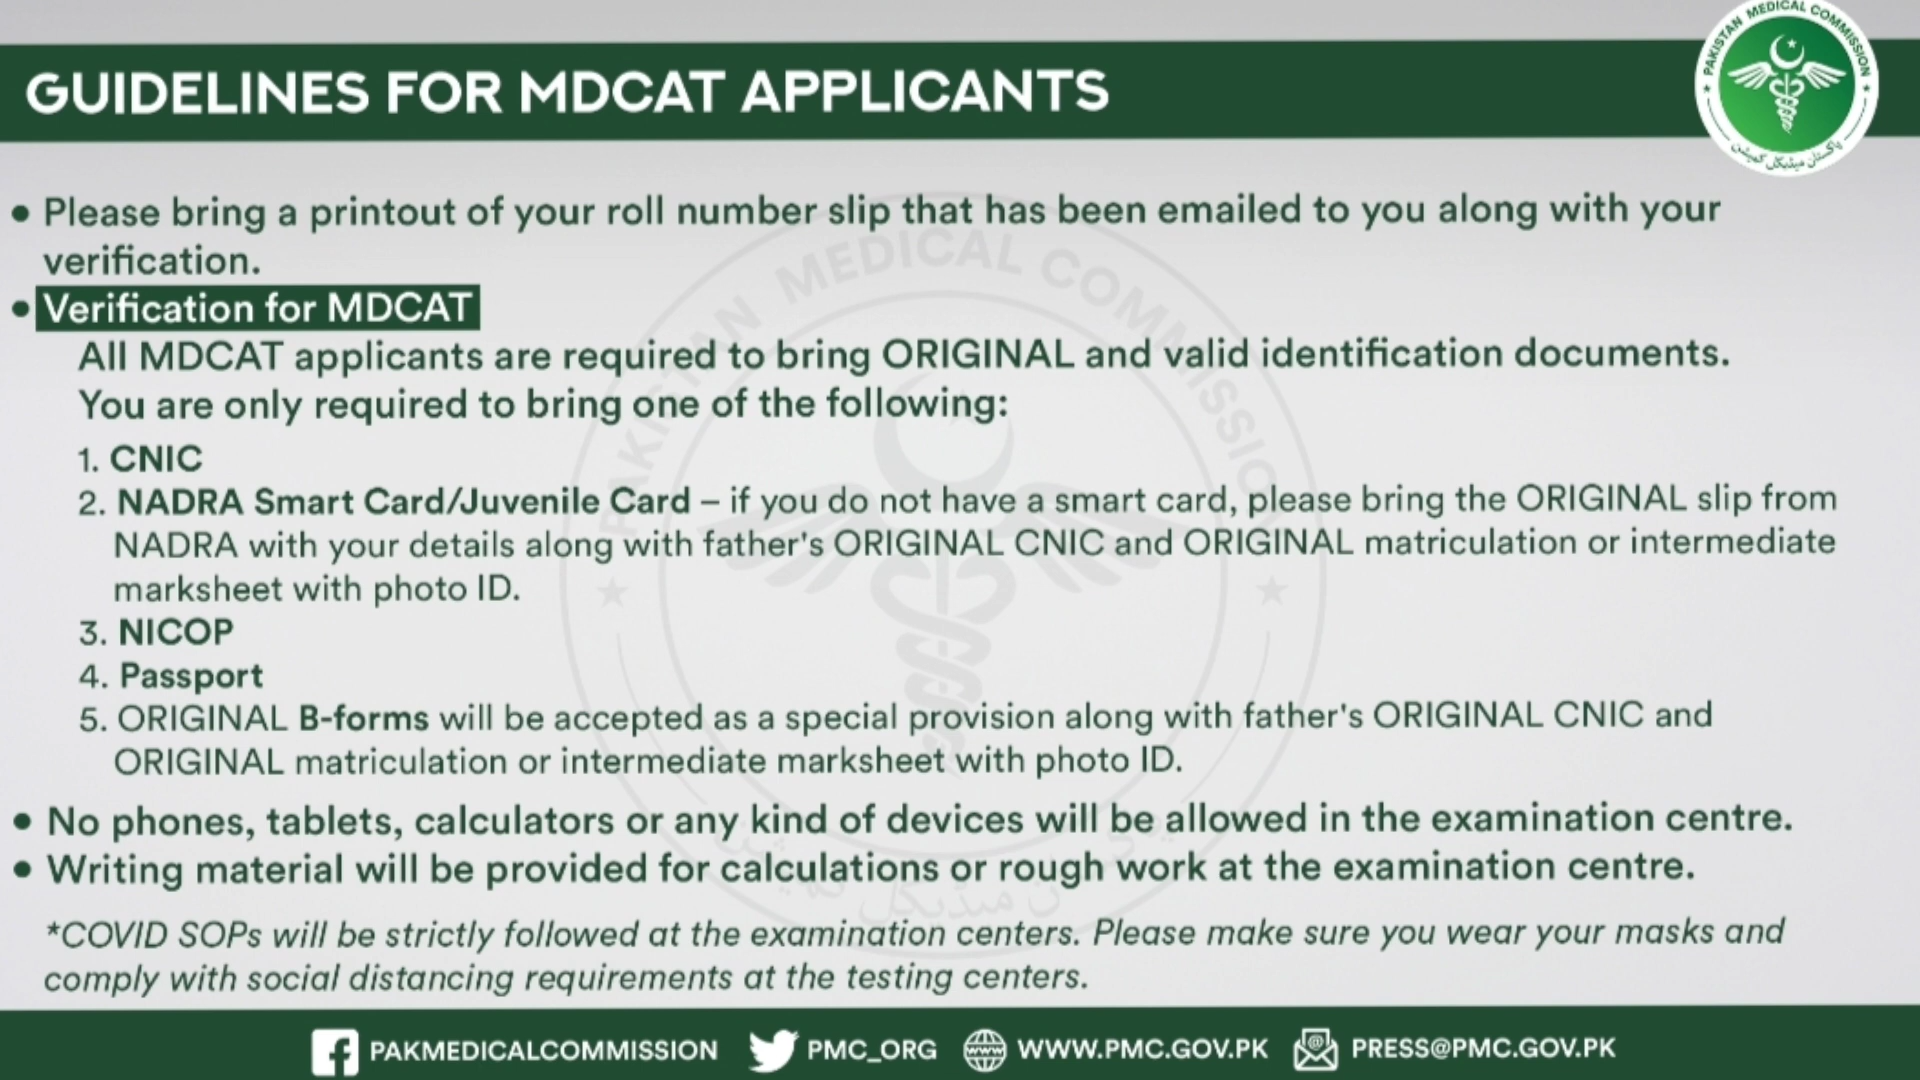 PAKISTAN MEDICAL COMMISSION
پاکستان میڈیکل کمیشن
GUIDELINES FOR MDCAT APPLICANTS
• Please bring a printout of your roll number slip that has been emailed to you along with your
verification.
• Verification for MDCAT
All MDCAT applicants are required to bring ORIGINAL and valid identification documents.
You are only required to bring one of the following:
1. CNIC
2. NADRA Smart Card/Juvenile Card – if you do not have a smart card, please bring the ORIGINAL slip from
NADRA with your details along with father's ORIGINAL CNIC and ORIGINAL matriculation or intermediate
marksheet with photo ID.
3. NICOP
4. Passport
5. ORIGINAL B-forms will be accepted as a special provision along with father's ORIGINAL CNIC and
ORIGINAL matriculation or intermediate marksheet with photo ID.
• No phones, tablets, calculators or any kind of devices will be allowed in the examination centre.
• Writing material will be provided for calculations or rough work at the examination centre.
*COVID SOPs will be strictly followed at the examination centers. Please make sure you wear your masks and
comply with social distancing requirements at the testing centers.
PAKISTAN MEDICAL COMMISSION
PAKMEDICALCOMMISSION PMC_ORG WWW WWW.PMC.GOV.PK @ PRESS@PMC.GOV.PK